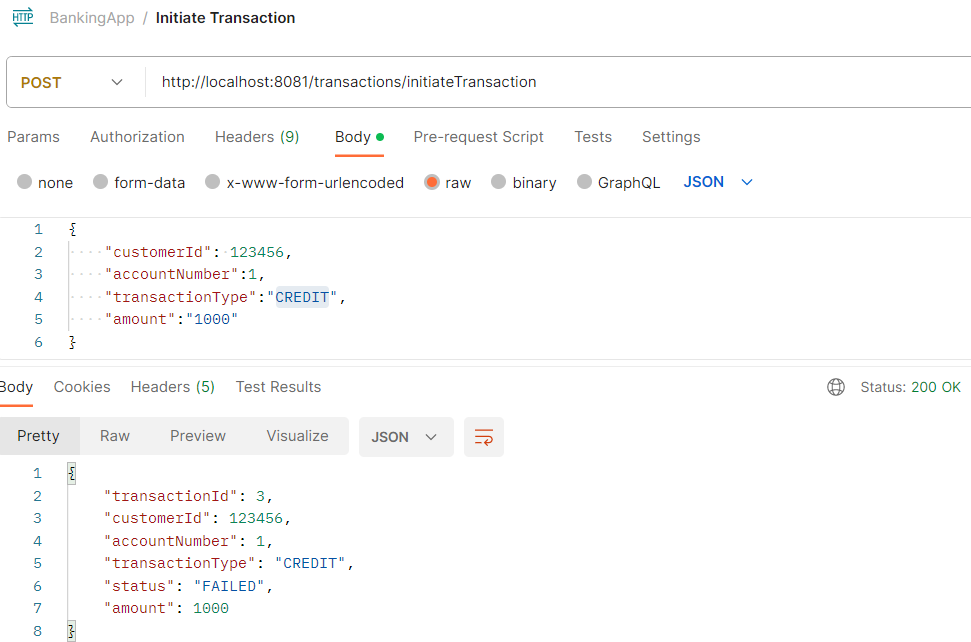 HTTP BankingApp / Initiate Transaction
POST http://localhost:8081/transactions/initiateTransaction
Params Authorization Headers (9) Body Pre-request Script Tests Settings
none form-data x-www-form-urlencoded raw binary GraphQL JSON
1 {
2 ····"customerId":·123456,
3 ····"accountNumber":1,
4 ····"transactionType":"CREDIT",
5 ····"amount":"1000"
6 }
Body Cookies Headers (5) Test Results Status: 200 OK
Pretty Raw Preview Visualize JSON
1 {
2 "transactionId": 3,
3 "customerId": 123456,
4 "accountNumber": 1,
5 "transactionType": "CREDIT",
6 "status": "FAILED",
7 "amount": 1000
8 }